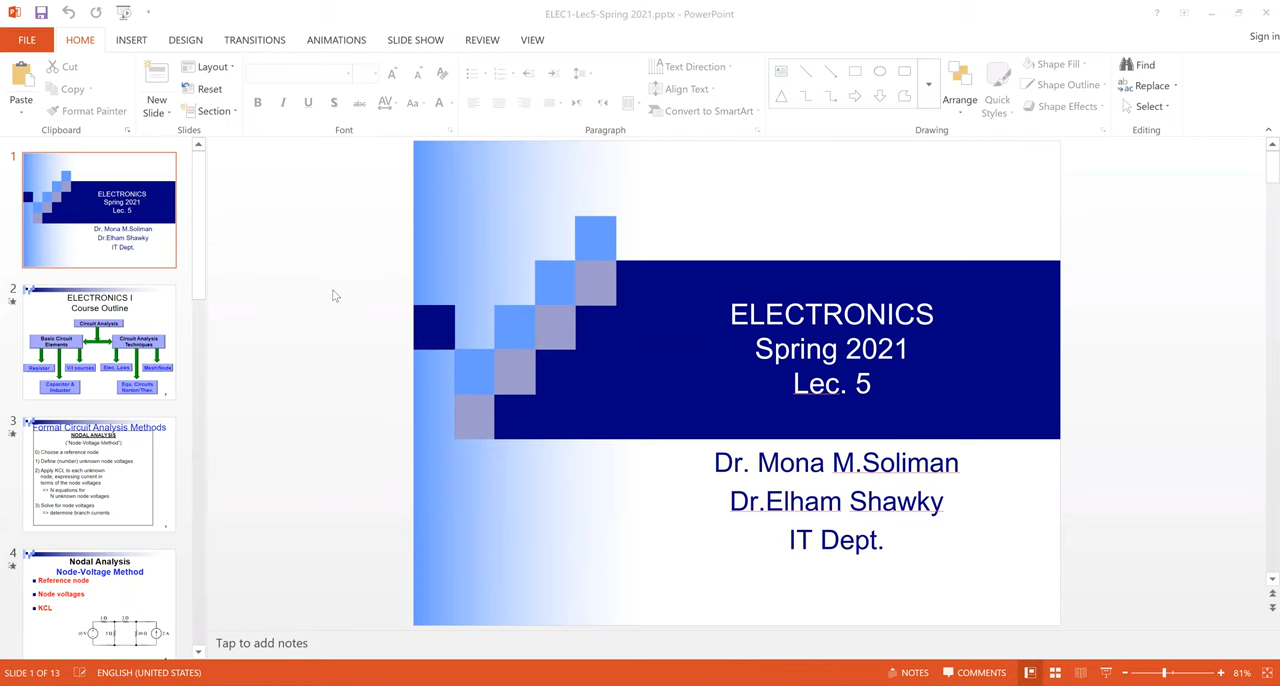 ELEC1-Lec5-Spring 2021.pptx - PowerPoint
?
FILE
HOME
INSERT
DESIGN
TRANSITIONS
ANIMATIONS
SLIDE SHOW
REVIEW
VIEW
Sign in
Paste
Cut
Copy
Format Painter
Clipboard
New
Slide
Layout
Reset
Section
Slides
B I U S abc AV Aa A
Font
Text Direction
Align Text
Convert to SmartArt
Paragraph
Arrange
Quick
Styles
Shape Fill
Shape Outline
Shape Effects
Drawing
Find
Replace
Select
Editing
1
ELECTRONICS
Spring 2021
Lec. 5
Dr. Mona M.Soliman
Dr.Elham Shawky
IT Dept.
2
ELECTRONICS I
Course Outline
Circuit Analysis
Basic Circuit
Elements
Circuit Analysis
Techniques
Resistor
V/I sources
Elec. Laws
Mesh/Node
Capacitor &
Inductor
Equ. Circuits
Norton/Thev.
3
Formal Circuit Analysis Methods
NODAL ANALYSIS
("Node-Voltage Method")
0) Choose a reference node
1) Define (number) unknown node voltages
2) Apply KCL to each unknown
node, expressing current in
terms of the node voltages
=> N equations for
N unknown node voltages
3) Solve for node voltages
=> determine branch currents
4
Nodal Analysis
Node-Voltage Method
Reference node
Node voltages
KCL
ELECTRONICS
Spring 2021
Lec. 5
Dr. Mona M.Soliman
Dr.Elham Shawky
IT Dept.
Tap to add notes
SLIDE 1 OF 13
ENGLISH (UNITED STATES)
NOTES
COMMENTS
81%